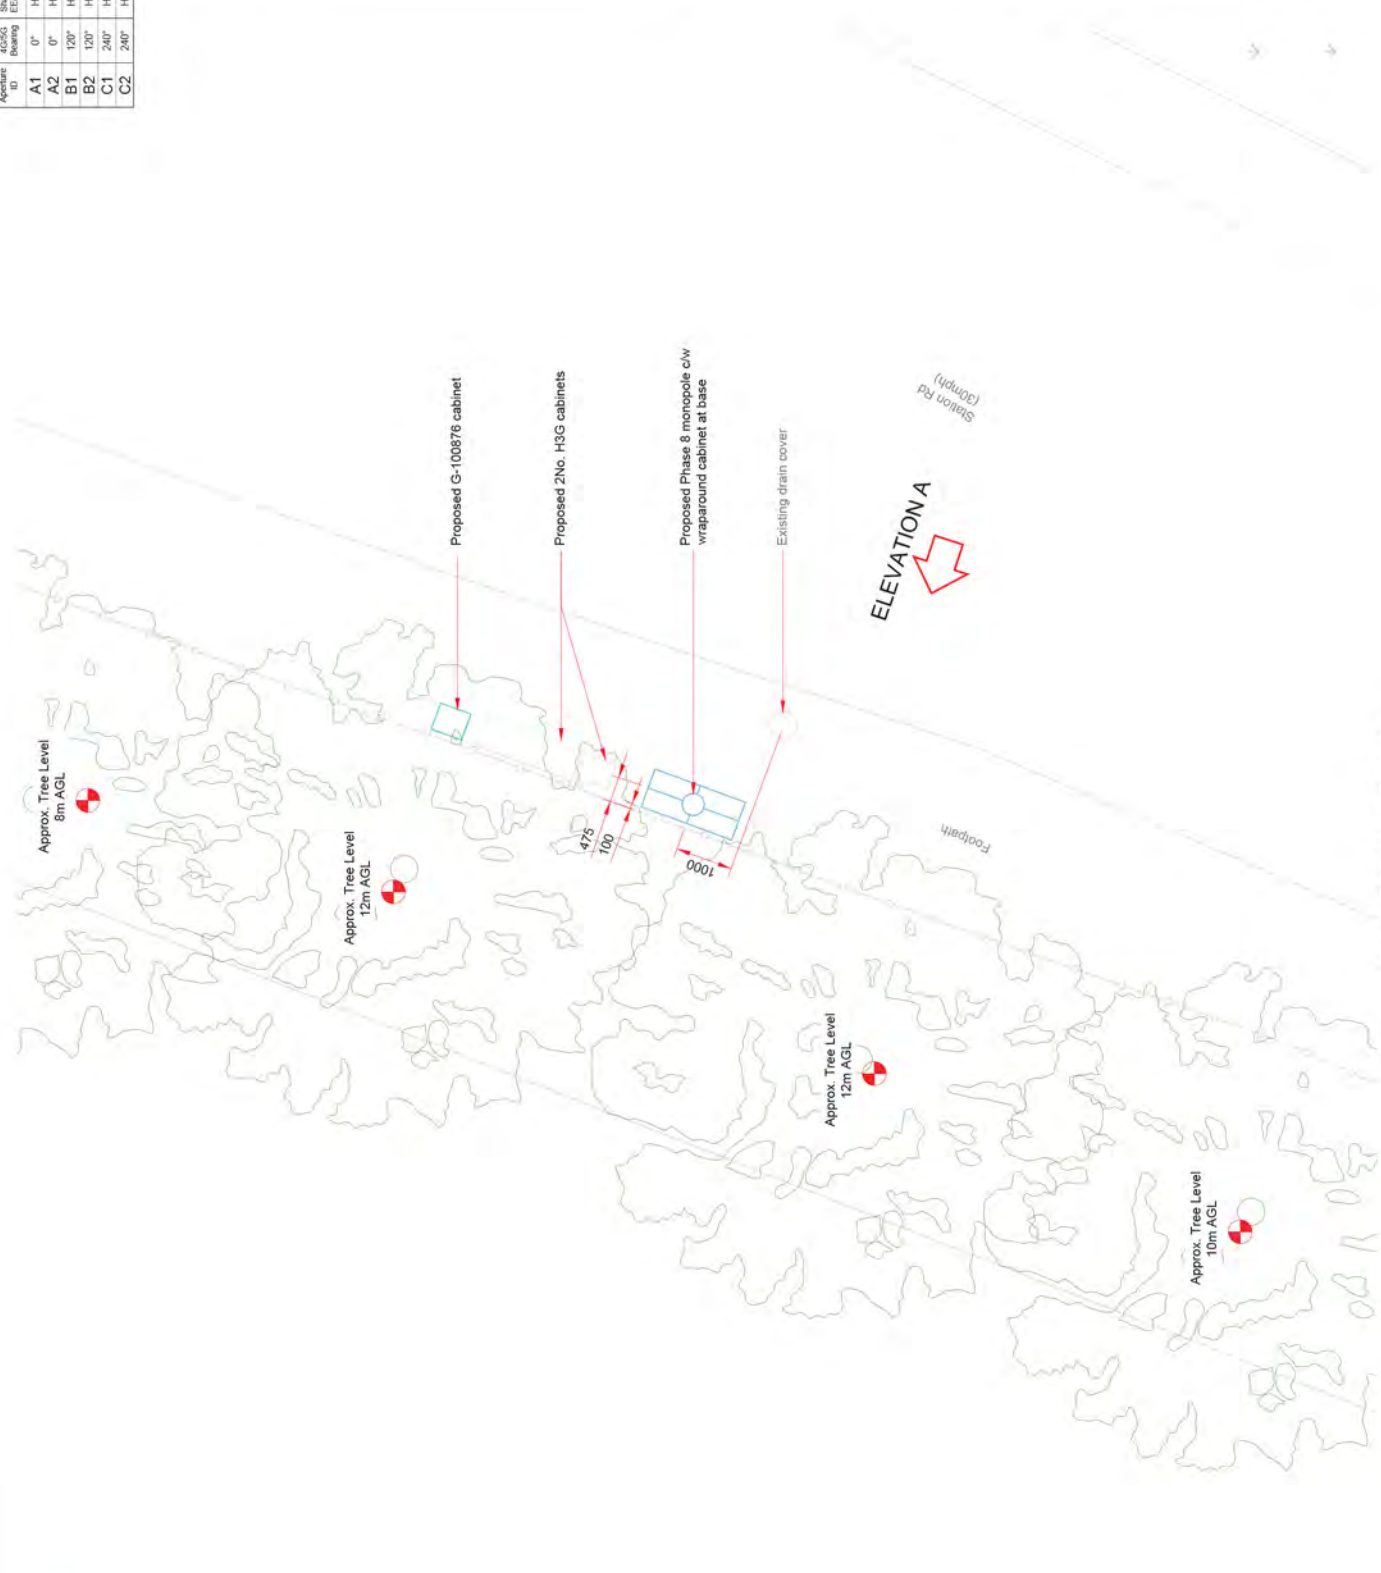 Aperture ID
4G/5G Bearing
A1 0° H
A2 0° H
B1 120° H
B2 120° H
C1 240° H
C2 240° H
Approx. Tree Level
8m AGL
Approx. Tree Level
12m AGL
Proposed G-100876 cabinet
Proposed 2No. H3G cabinets
Proposed Phase 8 monopole c/w
wraparound cabinet at base
Existing drain cover
475
100
1000
Station Rd
(30mph)
ELEVATION A
Footpath
Approx. Tree Level
12m AGL
Approx. Tree Level
10m AGL